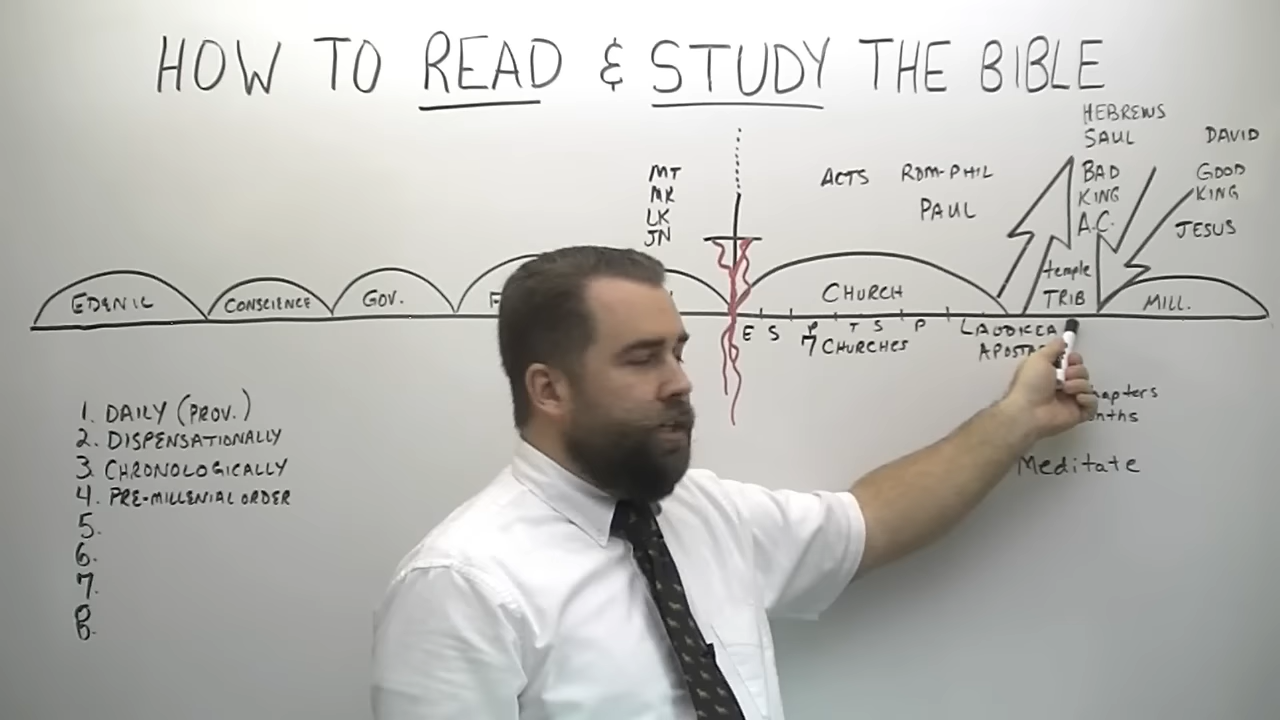 HOW TO READ & STUDY THE BIBLE
HEBREWS
SAUL
BAD
KING
A.C.
temple
TRIB
DAVID
GOOD
KING
JESUS
MT
MK
LK
JN
ACTS
ROM-PHIL
PAUL
EDENIC
CONSCIENCE
GOV.
CHURCH
MILL.
E S P T S P
7 CHURCHES
LAODICEA
1. DAILY (PROV.)
2. DISPENSATIONALLY
3. CHRONOLOGICALLY
4. PRE-MILLENIAL ORDER
5.
6.
7.
8.
Meditate